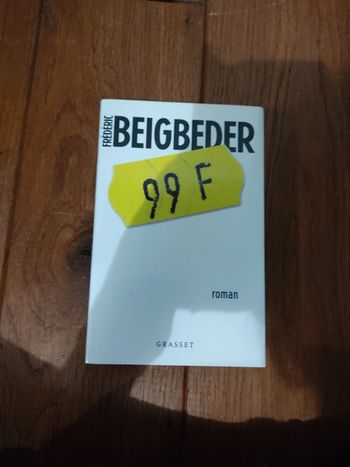 FRÉDÉRIC
BEIGBEDER
99 F
roman
GRASSET